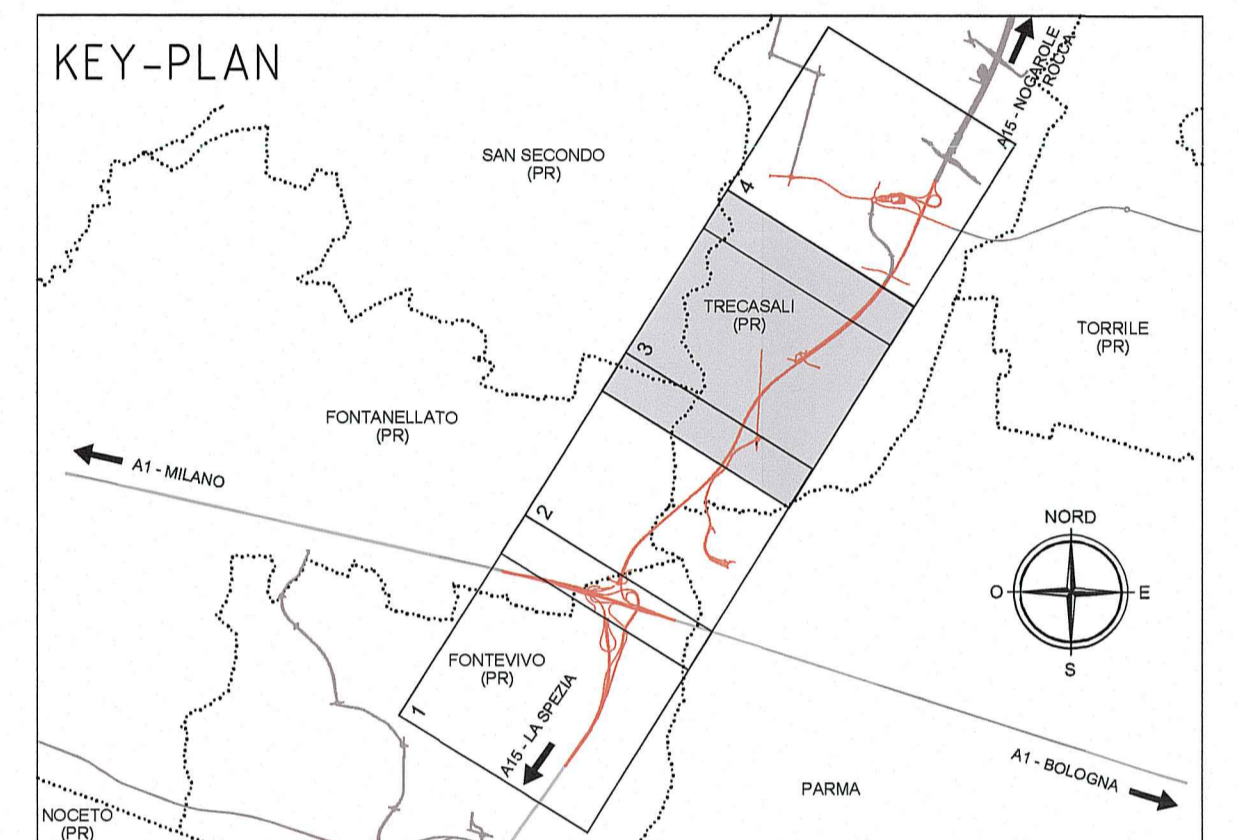 KEY-PLAN
A15 - NOGAROLE
ROCCA
SAN SECONDO
(PR)
4
TRECASALI
(PR)
TORRILE
(PR)
3
FONTANELLATO
(PR)
A1 - MILANO
2
NORD
O
E
S
FONTEVIVO
(PR)
1
A15 - LA SPEZIA
A1 - BOLOGNA
PARMA
NOCETO
(PR)